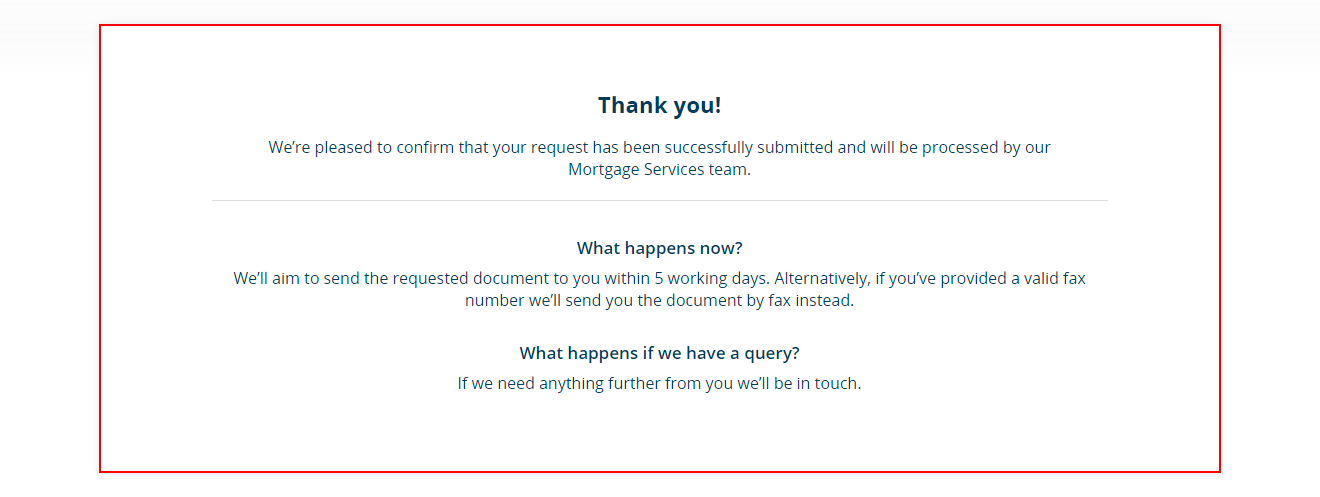 Thank you!
We’re pleased to confirm that your request has been successfully submitted and will be processed by our
Mortgage Services team.
What happens now?
We’ll aim to send the requested document to you within 5 working days. Alternatively, if you’ve provided a valid fax
number we’ll send you the document by fax instead.
What happens if we have a query?
If we need anything further from you we’ll be in touch.